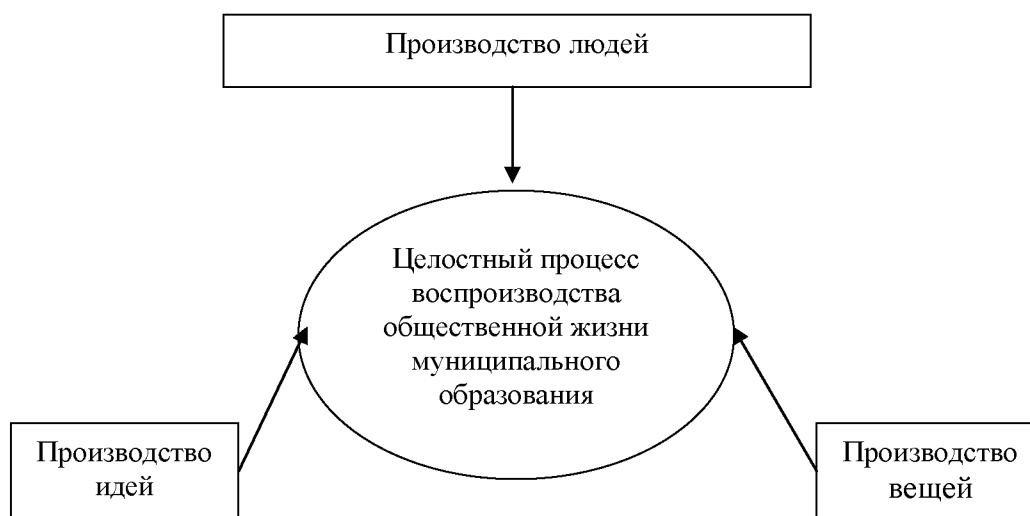 Производство людей
Целостный процесс
воспроизводства
общественной жизни
муниципального
образования
Производство
идей
Производство
вещей